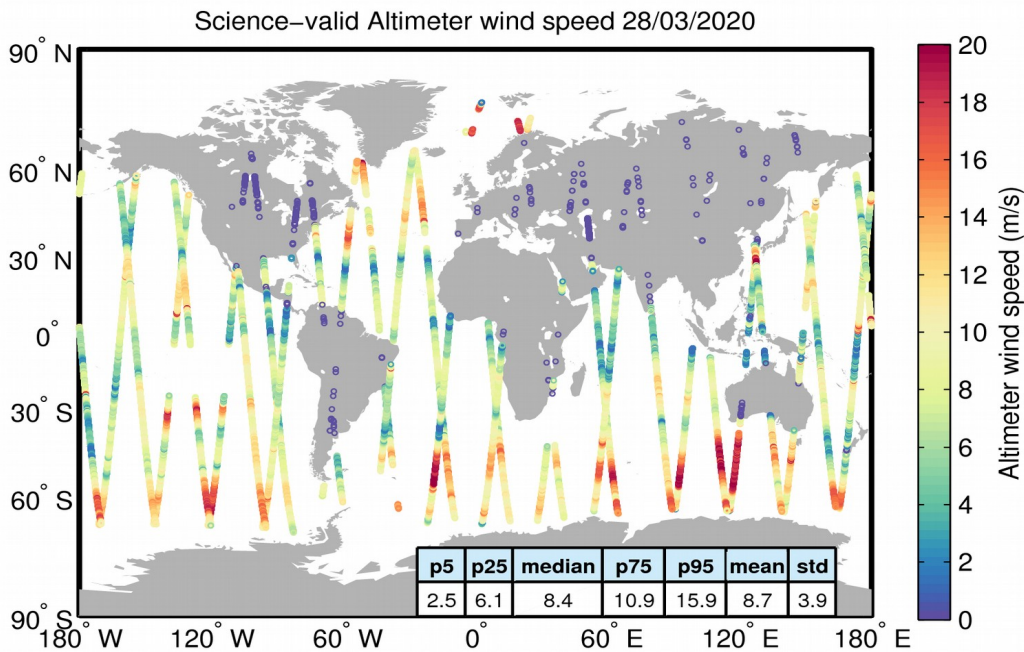 Science−valid Altimeter wind speed 28/03/2020
90° N
60° N
30° N
0°
30° S
60° S
90° S
180° W
120° W
60° W
0°
60° E
120° E
180° E
p5 p25 median p75 p95 mean std
2.5 6.1 8.4 10.9 15.9 8.7 3.9
20
18
16
14
12
10
8
6
4
2
0
Altimeter wind speed (m/s)